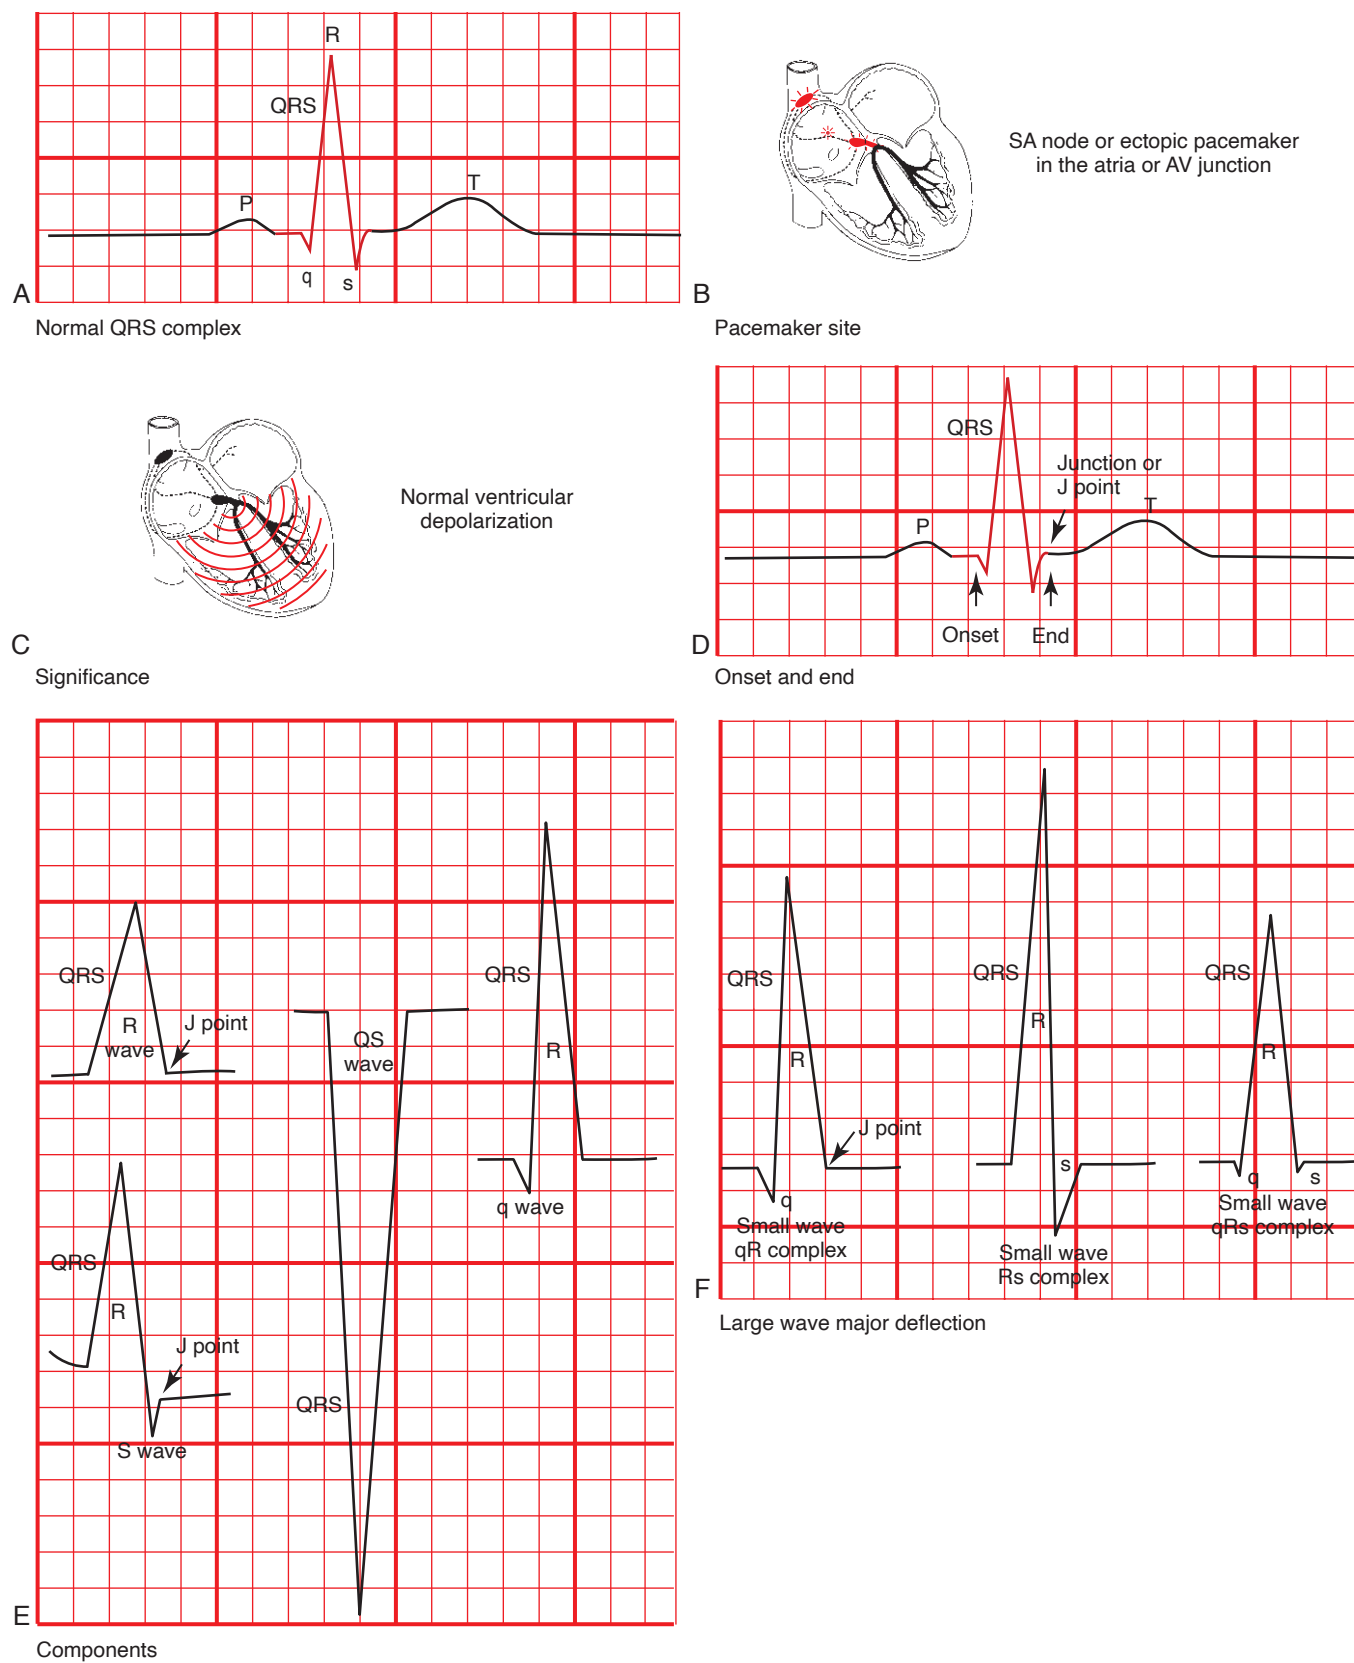 R
QRS
P
T
q
s
A
Normal QRS complex
SA node or ectopic pacemaker
in the atria or AV junction
B
Pacemaker site
Normal ventricular
depolarization
C
Significance
QRS
Junction or
J point
P
T
Onset
End
D
Onset and end
QRS
R
wave
J point
QS
wave
QRS
QRS
R
q wave
QRS
R
J point
S wave
E
Components
QRS
R
J point
q
Small wave
qR complex
QRS
R
s
Small wave
Rs complex
QRS
R
q
s
Small wave
qRs complex
F
Large wave major deflection